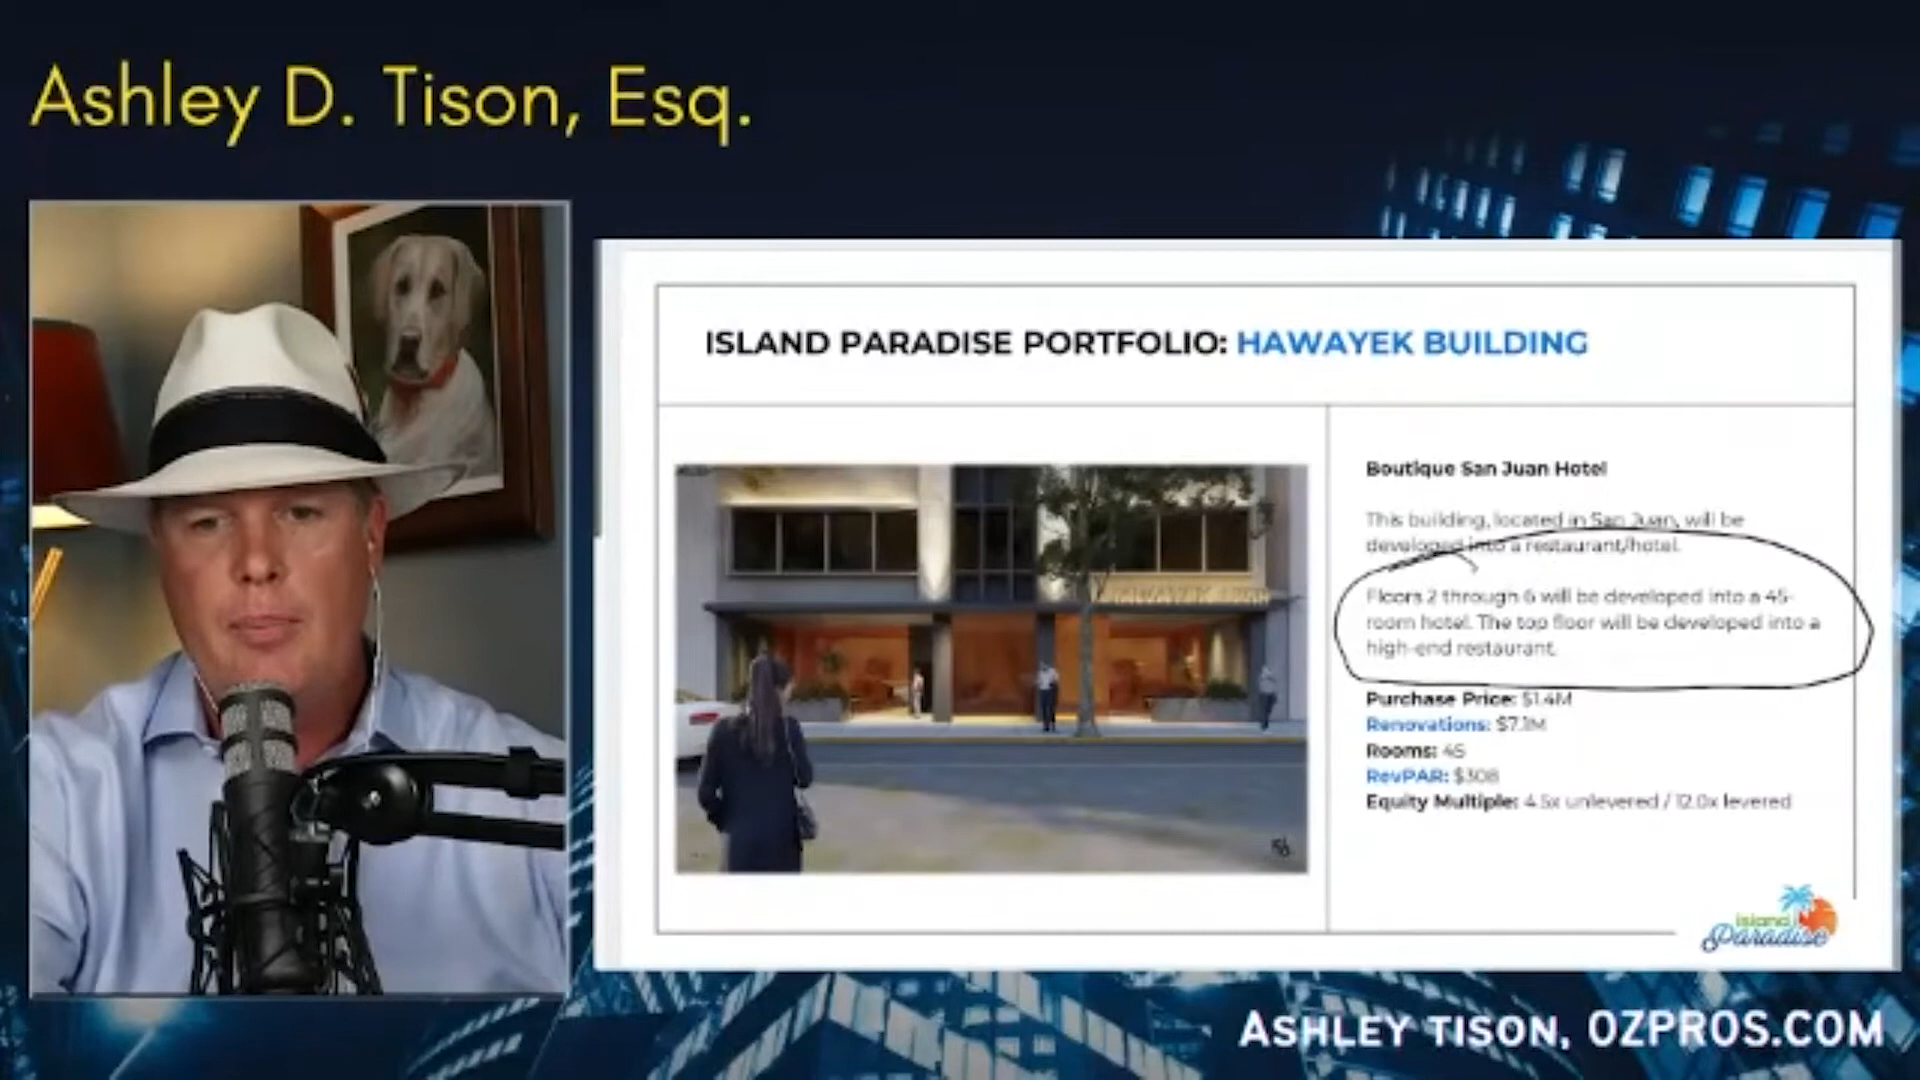 Ashley D. Tison, Esq.
ISLAND PARADISE PORTFOLIO: HAWAYEK BUILDING
Boutique San Juan Hotel
This building, located in San Juan, will be
developed into a restaurant/hotel.
Floors 2 through 6 will be developed into a 45-
room hotel. The top floor will be developed into a
high-end restaurant.
Purchase Price: $1.4M
Renovations: $7.1M
Rooms: 45
RevPAR: $308
Equity Multiple: 4.5x unlevered / 12.0x levered
island
Paradise
ASHLEY TISON, OZPROS.COM